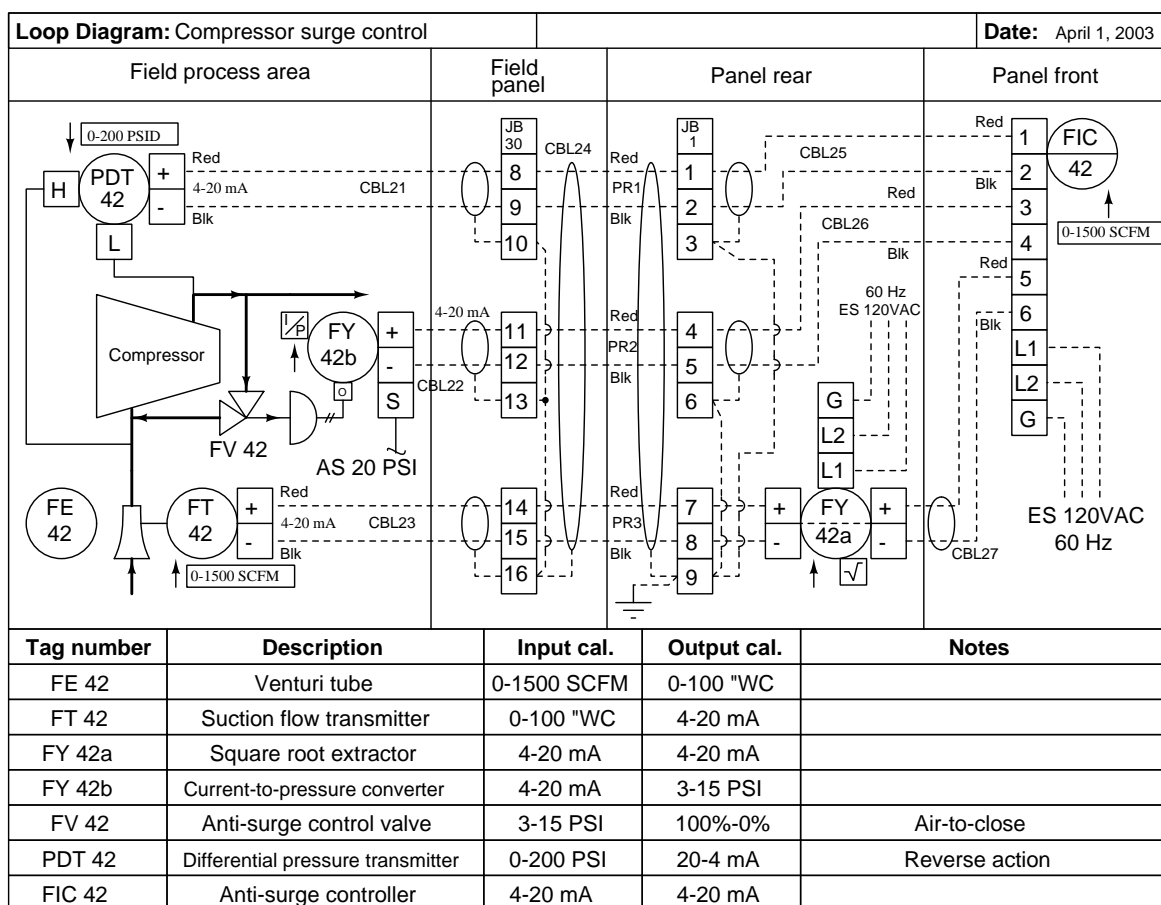 Loop Diagram: Compressor surge control
Date: April 1, 2003
Field process area
Field panel
Panel rear
Panel front
0-200 PSID
H
PDT 42
L
+
-
Red
4-20 mA
Blk
CBL21
JB 30
8
9
10
CBL24
Red
PR1
Blk
JB 1
1
2
3
CBL25
Red
Blk
Red
CBL26
Blk
Red
Blk
1
2
3
4
5
6
L1
L2
G
FIC 42
0-1500 SCFM
ES 120VAC
60 Hz
Compressor
I/P
FY 42b
O
+
-
S
4-20 mA
CBL22
AS 20 PSI
FV 42
11
12
13
Red
PR2
Blk
4
5
6
60 Hz
ES 120VAC
G
L2
L1
FE 42
FT 42
+
-
Red
4-20 mA
Blk
CBL23
0-1500 SCFM
14
15
16
Red
PR3
Blk
7
8
9
+
-
FY 42a
√
+
-
CBL27
Tag number Description Input cal. Output cal. Notes
FE 42 Venturi tube 0-1500 SCFM 0-100 "WC
FT 42 Suction flow transmitter 0-100 "WC 4-20 mA
FY 42a Square root extractor 4-20 mA 4-20 mA
FY 42b Current-to-pressure converter 4-20 mA 3-15 PSI
FV 42 Anti-surge control valve 3-15 PSI 100%-0% Air-to-close
PDT 42 Differential pressure transmitter 0-200 PSI 20-4 mA Reverse action
FIC 42 Anti-surge controller 4-20 mA 4-20 mA